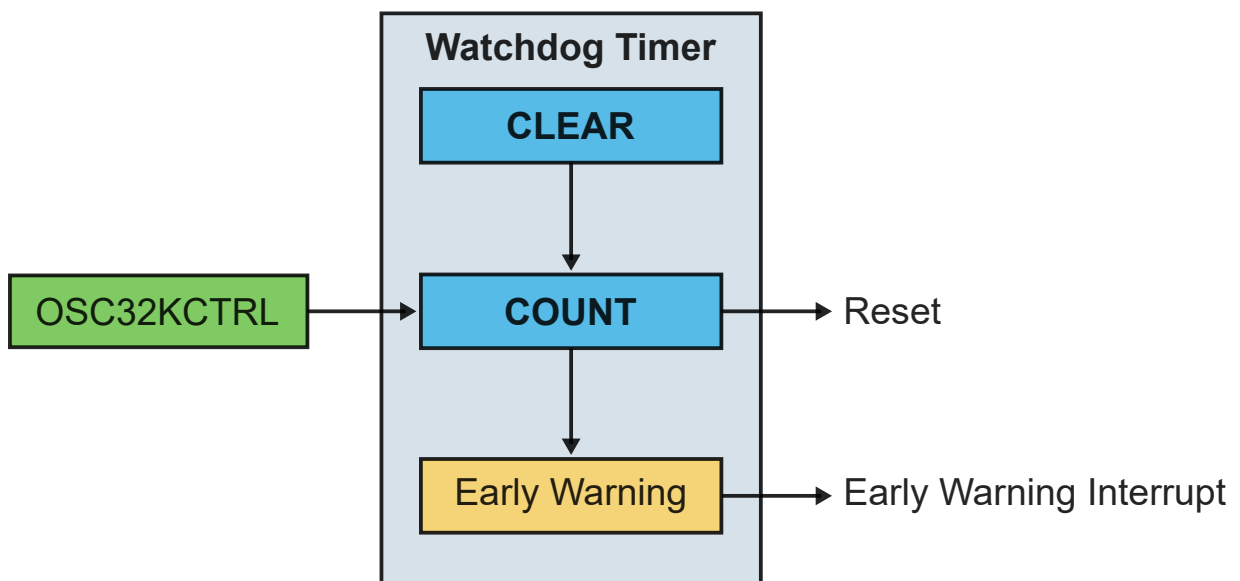 Watchdog Timer
CLEAR
OSC32KCTRL
COUNT
Reset
Early Warning
Early Warning Interrupt